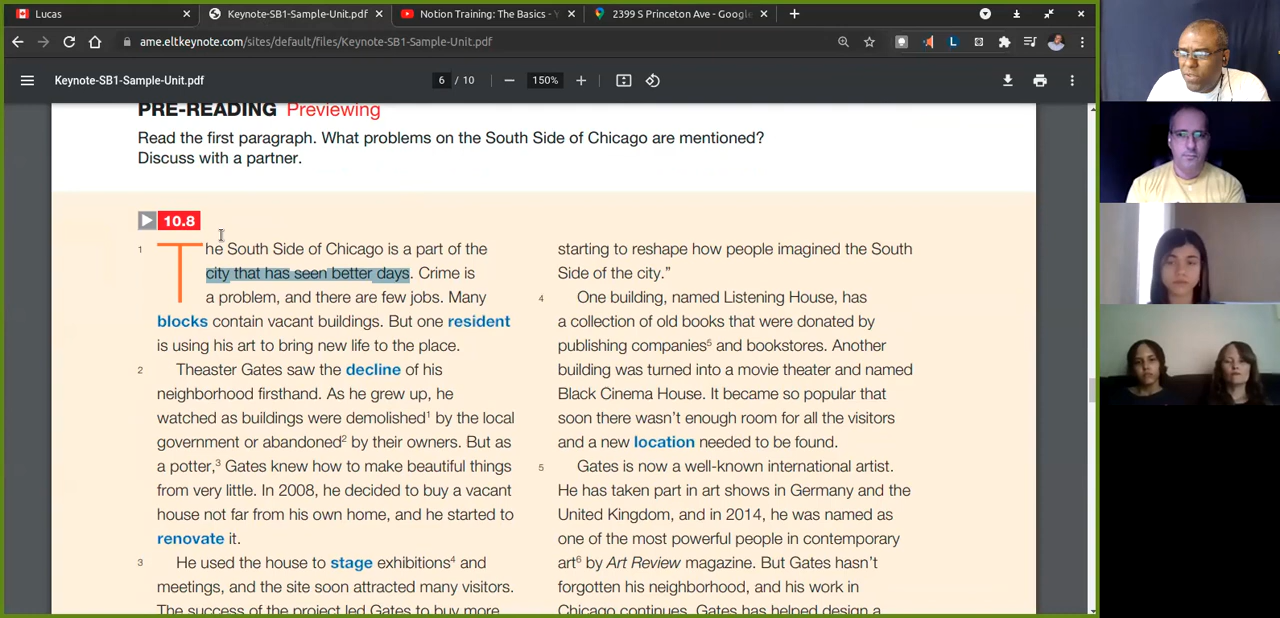 Lucas
Keynote-SB1-Sample-Unit.pdf
Notion Training: The Basics - Y
2399 S Princeton Ave - Google
ame.eltkeynote.com/sites/default/files/Keynote-SB1-Sample-Unit.pdf
L
Keynote-SB1-Sample-Unit.pdf
6 / 10
150%
PRE-READING Previewing
Read the first paragraph. What problems on the South Side of Chicago are mentioned?
Discuss with a partner.
10.8
1 The South Side of Chicago is a part of the
city that has seen better days. Crime is
a problem, and there are few jobs. Many
blocks contain vacant buildings. But one resident
is using his art to bring new life to the place.
2 Theaster Gates saw the decline of his
neighborhood firsthand. As he grew up, he
watched as buildings were demolished¹ by the local
government or abandoned² by their owners. But as
a potter,³ Gates knew how to make beautiful things
from very little. In 2008, he decided to buy a vacant
house not far from his own home, and he started to
renovate it.
3 He used the house to stage exhibitions⁴ and
meetings, and the site soon attracted many visitors.
The success of the project led Gates to buy more
starting to reshape how people imagined the South
Side of the city.”
4 One building, named Listening House, has
a collection of old books that were donated by
publishing companies⁵ and bookstores. Another
building was turned into a movie theater and named
Black Cinema House. It became so popular that
soon there wasn’t enough room for all the visitors
and a new location needed to be found.
5 Gates is now a well-known international artist.
He has taken part in art shows in Germany and the
United Kingdom, and in 2014, he was named as
one of the most powerful people in contemporary
art⁶ by Art Review magazine. But Gates hasn’t
forgotten his neighborhood, and his work in
Chicago continues. Gates has helped design a